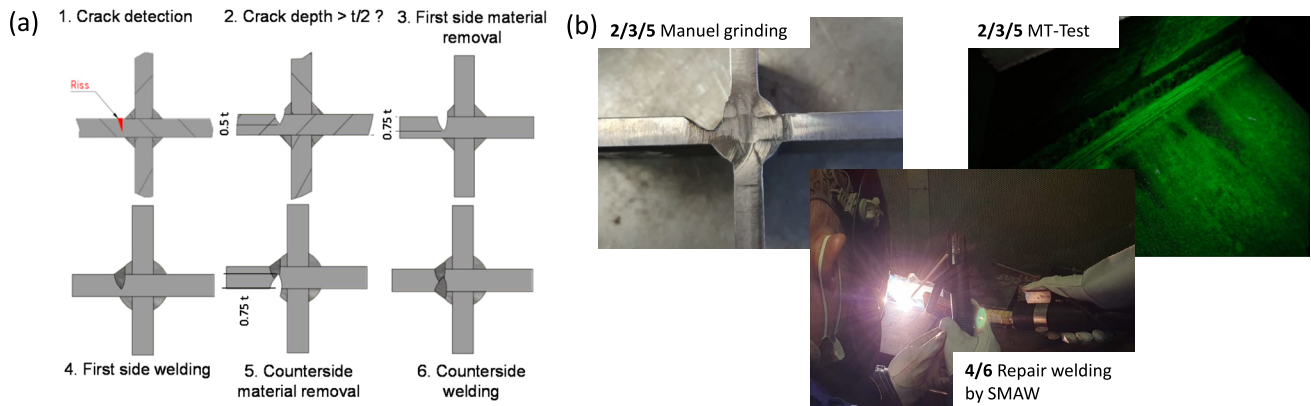 (a)
1. Crack detection
2. Crack depth > t/2 ?
3. First side material
removal
Riss
0.5 t
0.75 t
0.75 t
4. First side welding
5. Counterside
material removal
6. Counterside
welding
(b)
2/3/5 Manuel grinding
2/3/5 MT-Test
4/6 Repair welding
by SMAW